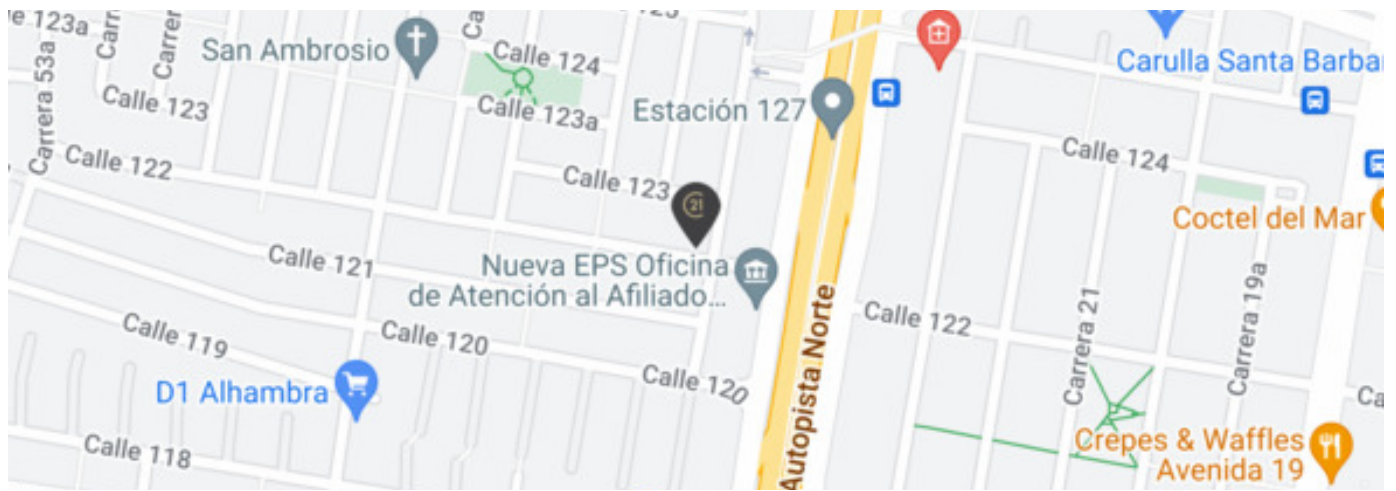 123a
Carrera 53a
San Ambrosio
Calle 124
Calle 123
Calle 123a
Calle 122
Calle 123
Estación 127
Carulla Santa Barba
Calle 124
Coctel del Mar
21
Calle 121
Nueva EPS Oficina
de Atención al Afiliado...
Calle 119
Calle 120
Calle 120
D1 Alhambra
Calle 118
Autopista Norte
Calle 122
Carrera 21
Carrera 19a
Crepes & Waffles
Avenida 19